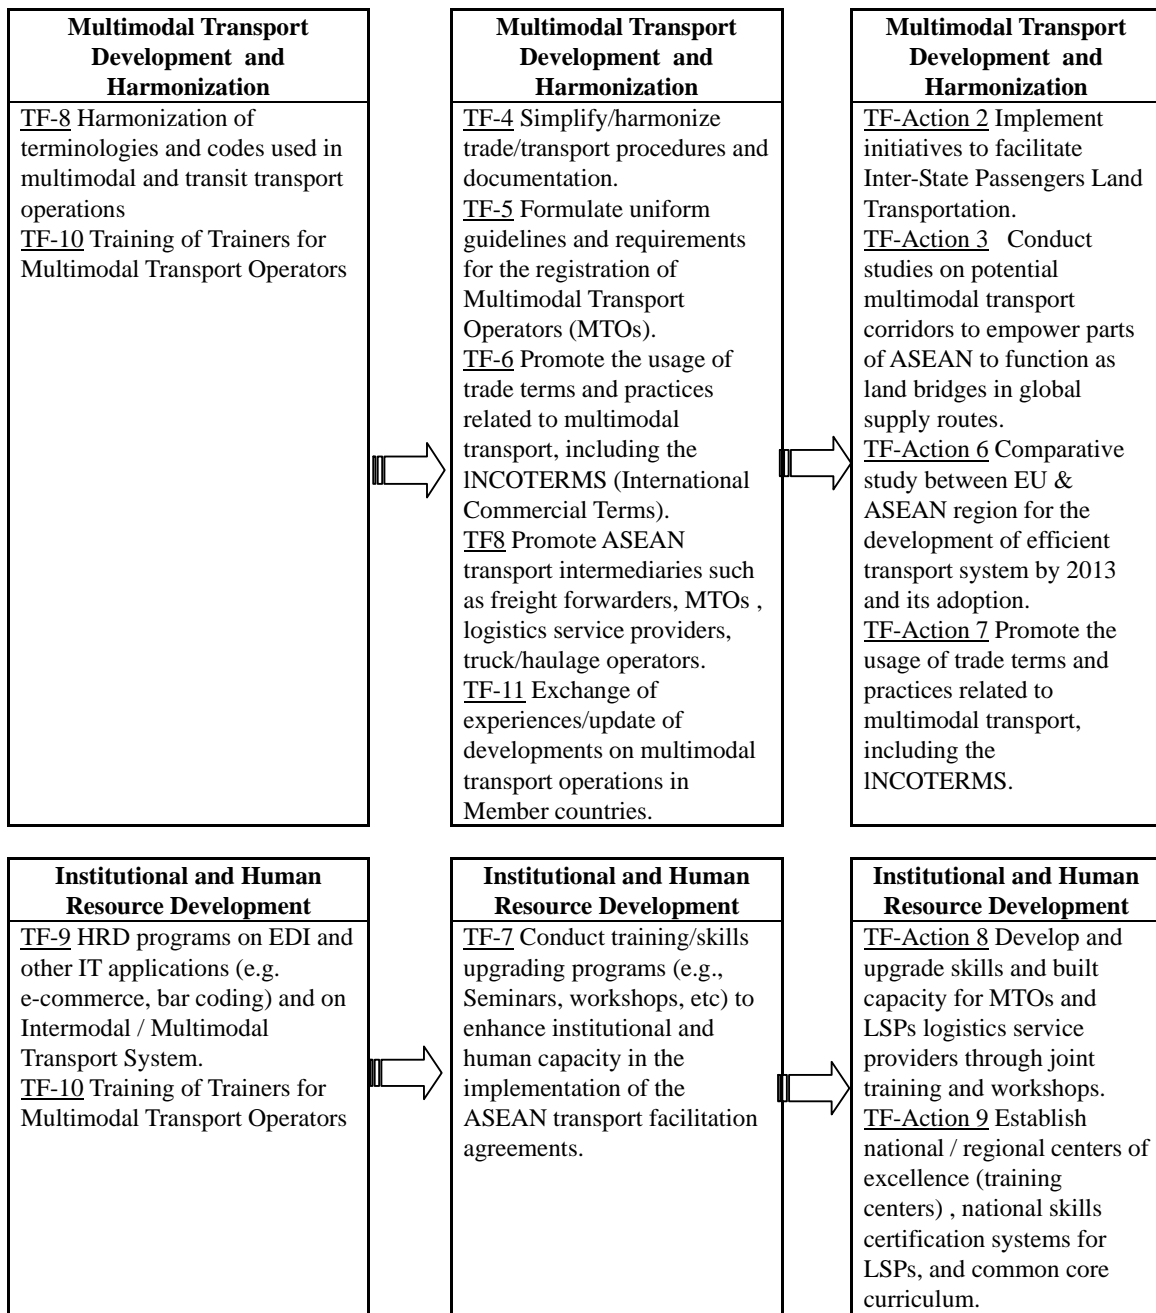 Multimodal Transport
Development and
Harmonization
TF-8 Harmonization of
terminologies and codes used in
multimodal and transit transport
operations
TF-10 Training of Trainers for
Multimodal Transport Operators
Multimodal Transport
Development and
Harmonization
TF-4 Simplify/harmonize
trade/transport procedures and
documentation.
TF-5 Formulate uniform
guidelines and requirements
for the registration of
Multimodal Transport
Operators (MTOs).
TF-6 Promote the usage of
trade terms and practices
related to multimodal
transport, including the
lNCOTERMS (International
Commercial Terms).
TF8 Promote ASEAN
transport intermediaries such
as freight forwarders, MTOs ,
logistics service providers,
truck/haulage operators.
TF-11 Exchange of
experiences/update of
developments on multimodal
transport operations in
Member countries.
Multimodal Transport
Development and
Harmonization
TF-Action 2 Implement
initiatives to facilitate
Inter-State Passengers Land
Transportation.
TF-Action 3 Conduct
studies on potential
multimodal transport
corridors to empower parts
of ASEAN to function as
land bridges in global
supply routes.
TF-Action 6 Comparative
study between EU &
ASEAN region for the
development of efficient
transport system by 2013
and its adoption.
TF-Action 7 Promote the
usage of trade terms and
practices related to
multimodal transport,
including the
lNCOTERMS.
Institutional and Human
Resource Development
TF-9 HRD programs on EDI and
other IT applications (e.g.
e-commerce, bar coding) and on
Intermodal / Multimodal
Transport System.
TF-10 Training of Trainers for
Multimodal Transport Operators
Institutional and Human
Resource Development
TF-7 Conduct training/skills
upgrading programs (e.g.,
Seminars, workshops, etc) to
enhance institutional and
human capacity in the
implementation of the
ASEAN transport facilitation
agreements.
Institutional and Human
Resource Development
TF-Action 8 Develop and
upgrade skills and built
capacity for MTOs and
LSPs logistics service
providers through joint
training and workshops.
TF-Action 9 Establish
national / regional centers of
excellence (training
centers) , national skills
certification systems for
LSPs, and common core
curriculum.